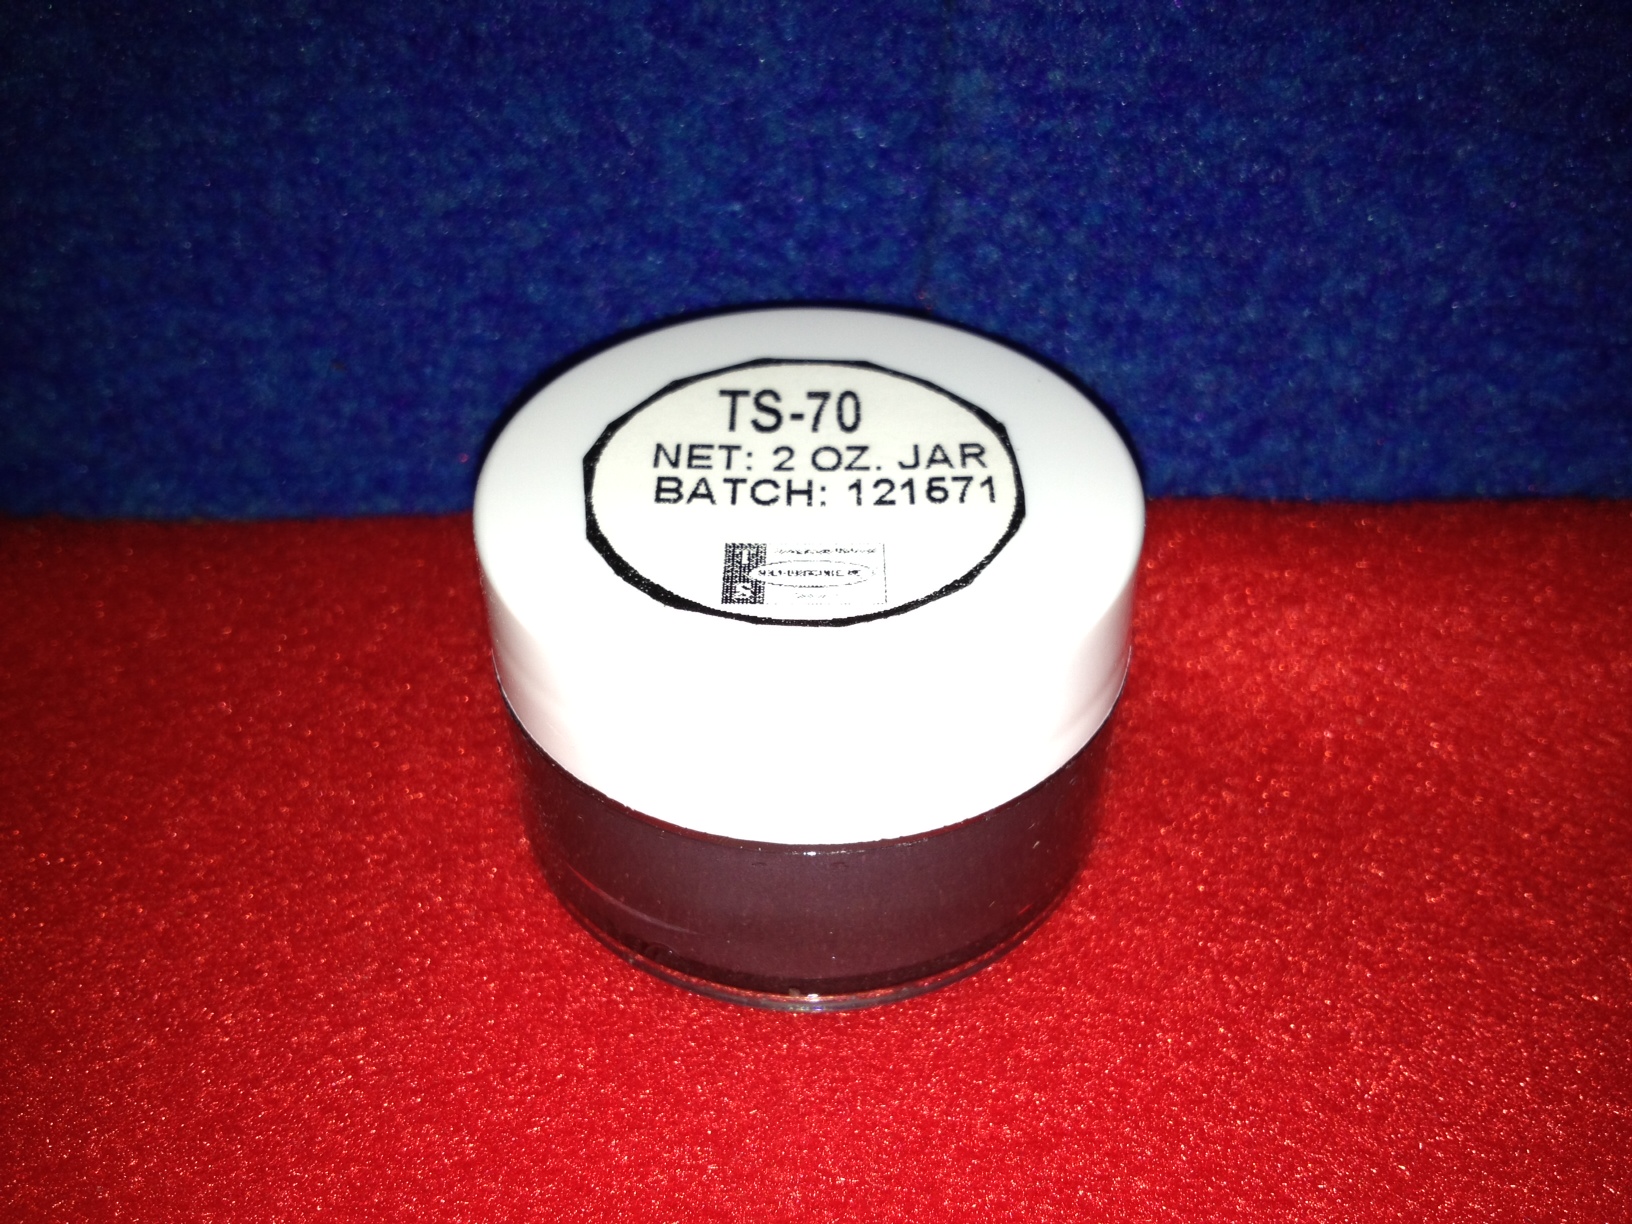 TS-70
NET: 2 OZ. JAR
BATCH: 121571